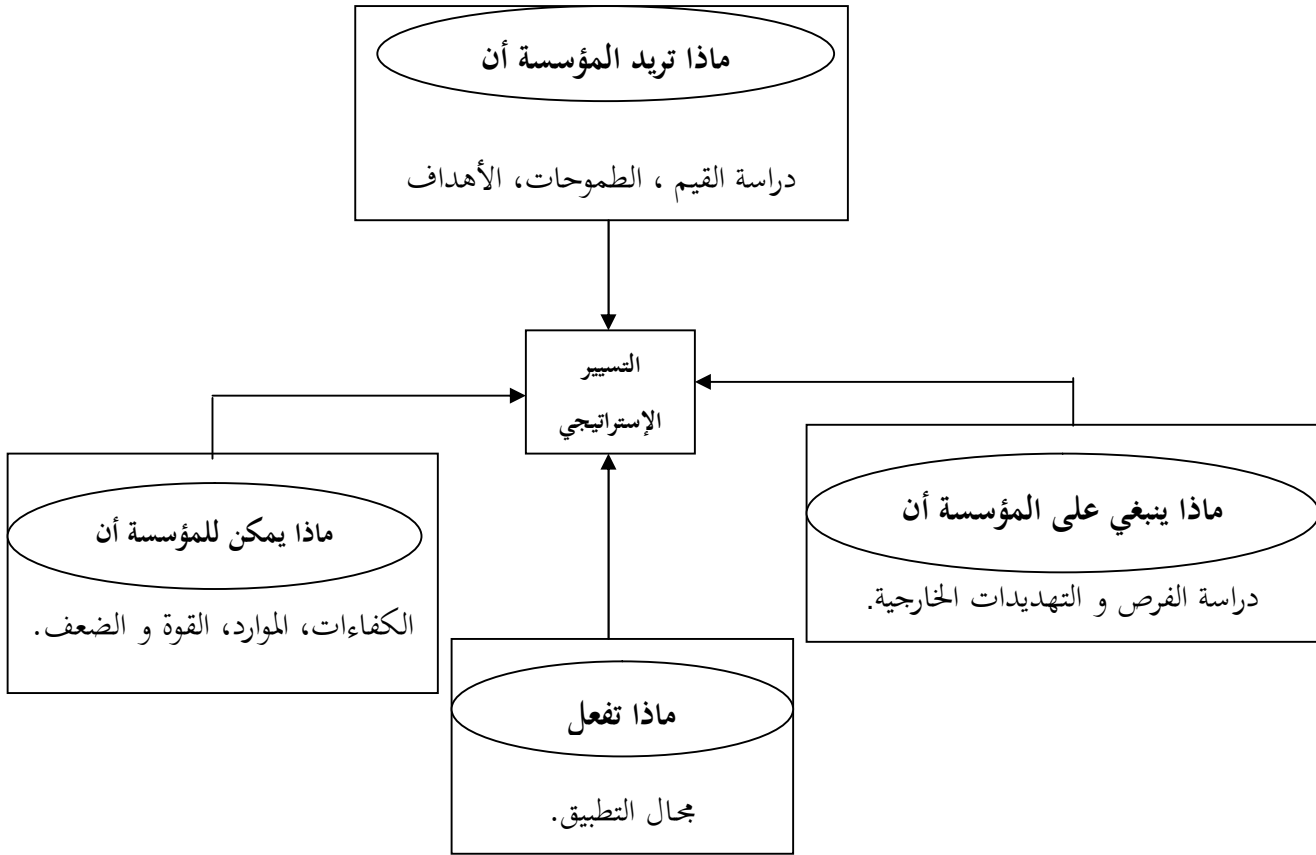 ماذا تريد المؤسسة أن
دراسة القيم ، الطموحات، الأهداف
التسيير
الإستراتيجي
ماذا ينبغي على المؤسسة أن
دراسة الفرص و التهديدات الخارجية.
ماذا يمكن للمؤسسة أن
الكفاءات، الموارد، القوة و الضعف.
ماذا تفعل
مجال التطبيق.